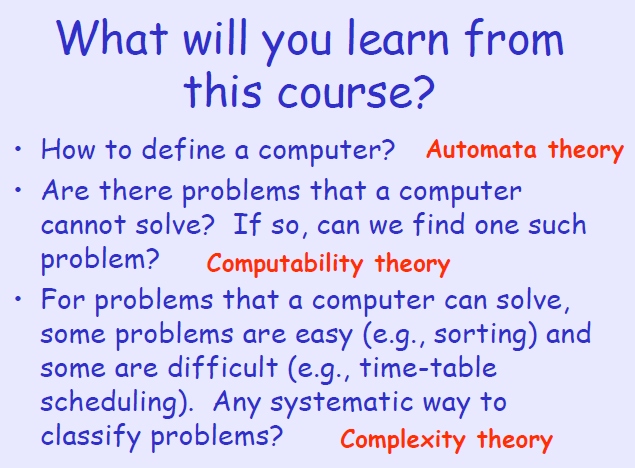 What will you learn from
this course?
• How to define a computer? Automata theory
• Are there problems that a computer
cannot solve? If so, can we find one such
problem? Computability theory
• For problems that a computer can solve,
some problems are easy (e.g., sorting) and
some are difficult (e.g., time-table
scheduling). Any systematic way to
classify problems? Complexity theory